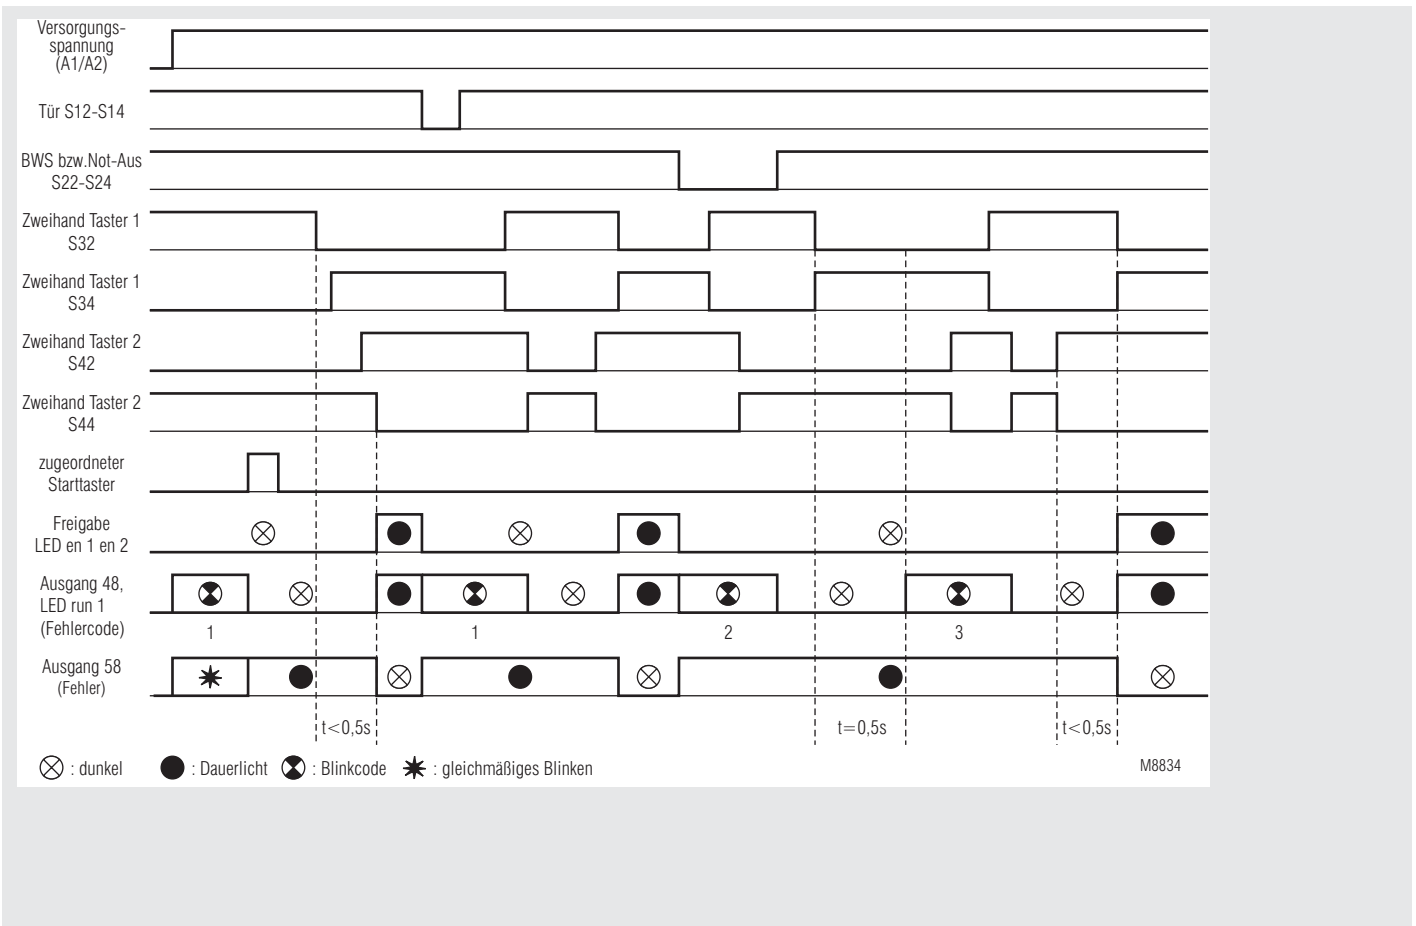 Versorgungs-
spannung
(A1/A2)
Tür S12-S14
BWS bzw.Not-Aus
S22-S24
Zweihand Taster 1
S32
Zweihand Taster 1
S34
Zweihand Taster 2
S42
Zweihand Taster 2
S44
zugeordneter
Starttaster
Freigabe
LED en 1 en 2
Ausgang 48,
LED run 1
(Fehlercode)
1 1 2 3
Ausgang 58
(Fehler)
t<0,5s t=0,5s t<0,5s
: dunkel : Dauerlicht : Blinkcode : gleichmäßiges Blinken
M8834